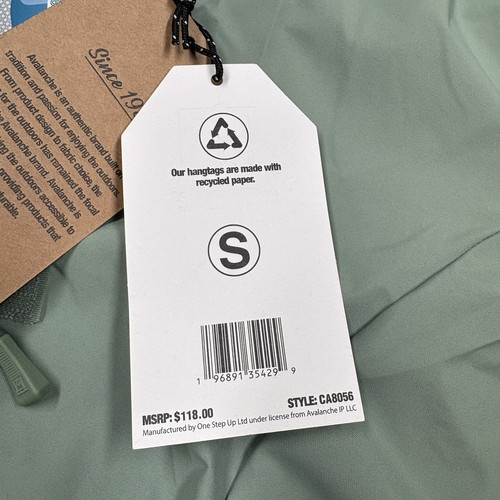 Since 19
Avalanche is an authentic brand built on
tradition and passion for enjoying the outdoors.
From product design to fabric choice, the
for the outdoors has remained the focal
Avalanche brand. Avalanche is
the outdoors accessible to
providing products that
durable.
Our hangtags are made with
recycled paper.
S
1 96891 35429 9
MSRP: $118.00
STYLE: CA8056
Manufactured by One Step Up Ltd under license from Avalanche IP LLC